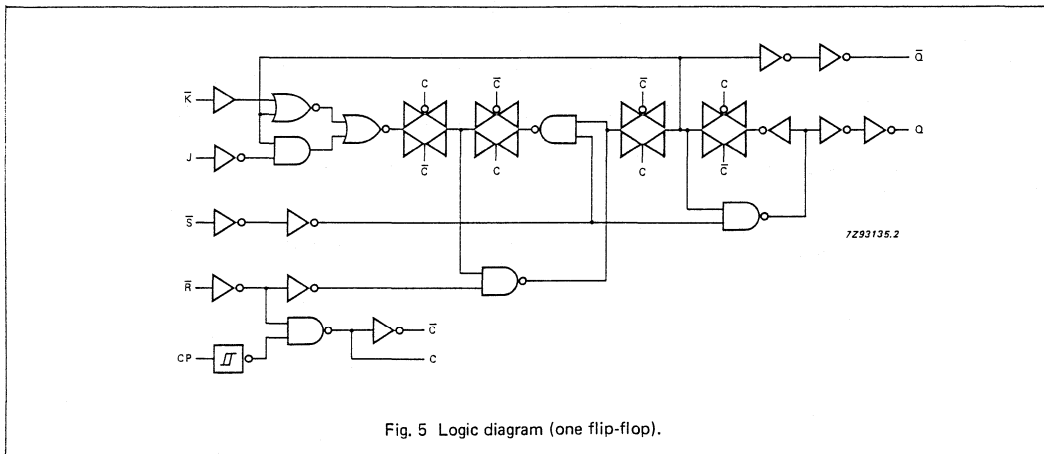 Q̄
C
C̄
C̄
C̄
K̄
Q
J
C̄
C
C
C̄
S̄
7Z93135.2
R̄
C̄
CP
C
Fig. 5 Logic diagram (one flip-flop).